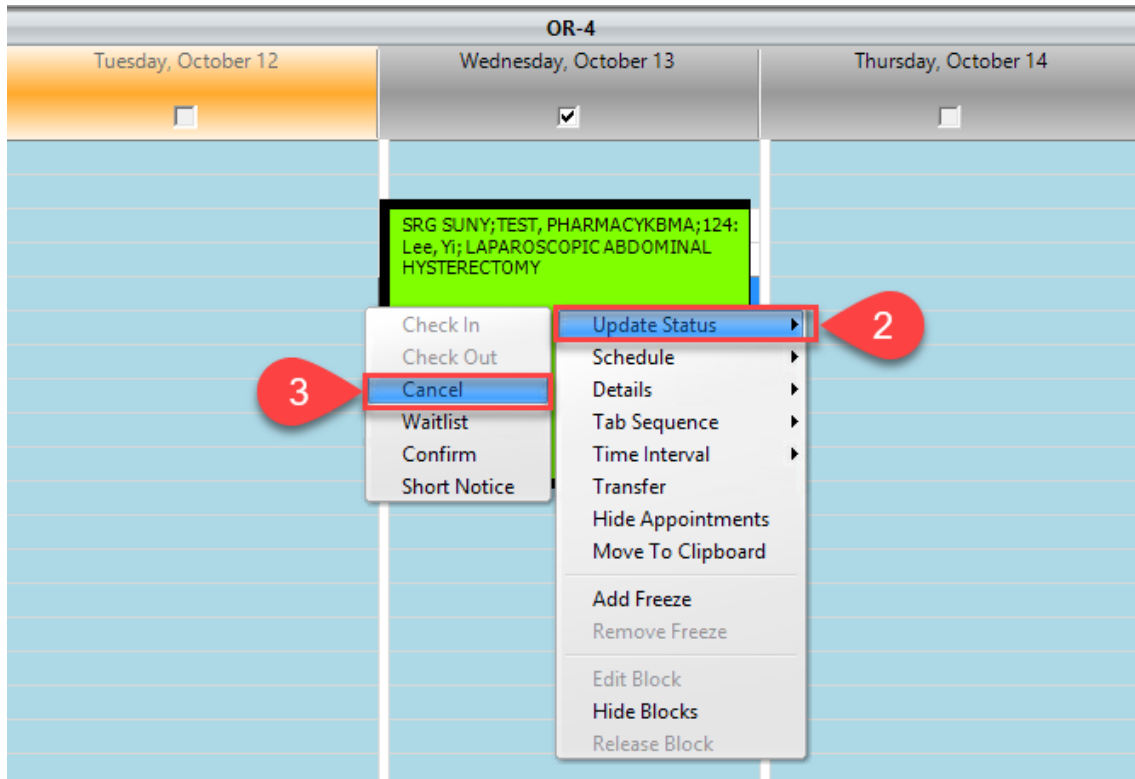 OR-4
Tuesday, October 12
Wednesday, October 13
Thursday, October 14
SRG SUNY;TEST, PHARMACYKBMA;124:
Lee, Yi; LAPAROSCOPIC ABDOMINAL
HYSTERECTOMY
Check In
Check Out
Cancel
Waitlist
Confirm
Short Notice
3
Update Status
Schedule
Details
Tab Sequence
Time Interval
Transfer
Hide Appointments
Move To Clipboard
Add Freeze
Remove Freeze
Edit Block
Hide Blocks
Release Block
2